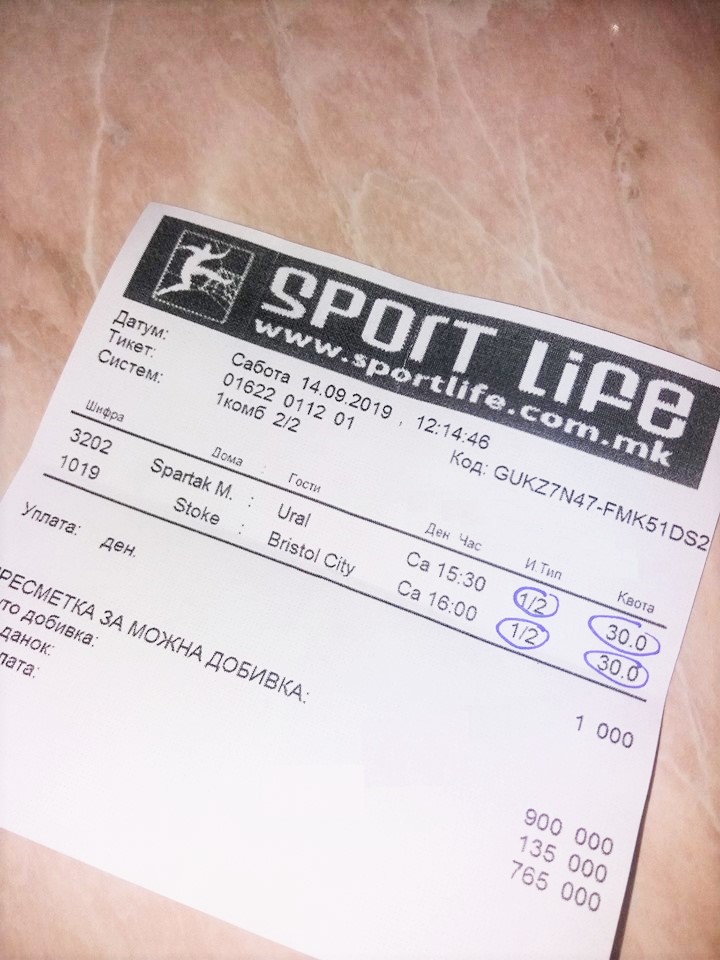 SPORT LiFE
www.sportlife.com.mk
Датум: Сабота 14.09.2019 , 12:14:46
Тикет: 01622 0112 01 Код: GUKZ7N47-FMK51DS2
Систем: 1комб 2/2
Шифра Дома : Гости Ден Час И.Тип Квота
3202 Spartak M. : Ural Са 15:30 1/2 30.0
1019 Stoke : Bristol City Са 16:00 1/2 30.0
Уплата: ден. 1 000
РЕСМЕТКА ЗА МОЖНА ДОБИВКА:
то добивка: 900 000
данок: 135 000
лата: 765 000